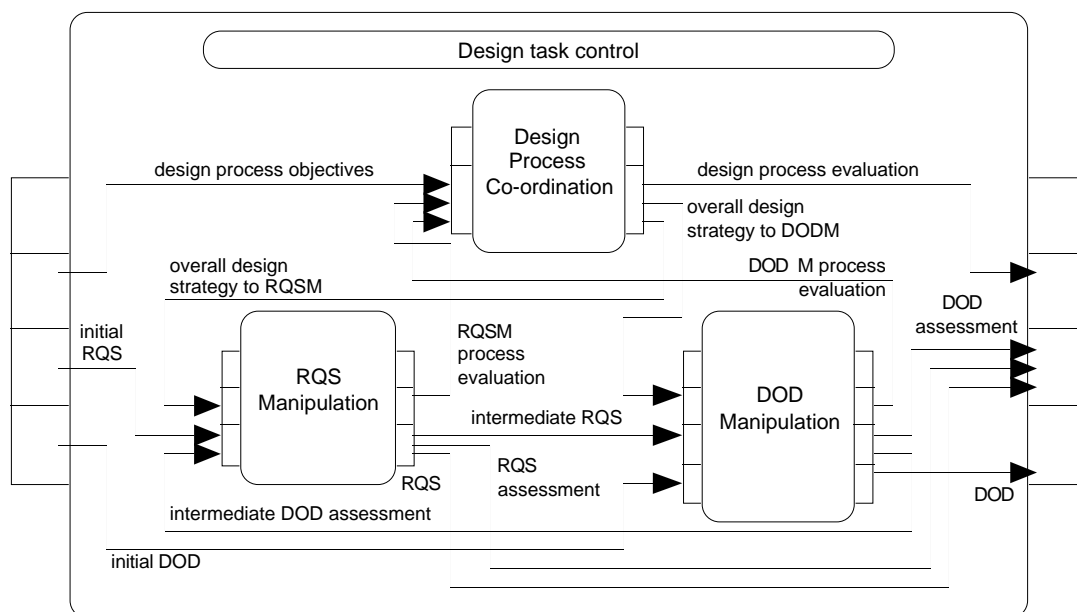 Design task control
Design
Process
Co-ordination
design process objectives
design process evaluation
overall design
strategy to DODM
overall design
strategy to RQSM
DOD M process
evaluation
DOD
assessment
initial
RQS
RQSM
process
evaluation
RQS
Manipulation
DOD
Manipulation
intermediate RQS
RQS
RQS
assessment
DOD
intermediate DOD assessment
initial DOD